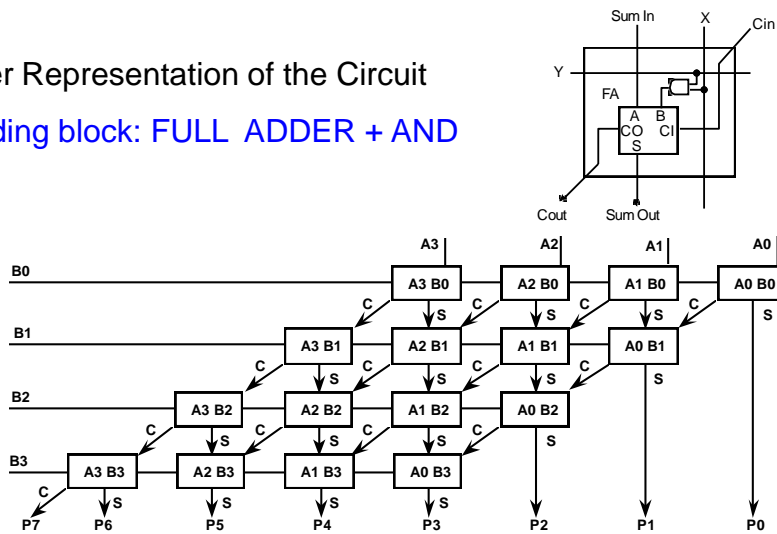 Sum In X Cin
er Representation of the Circuit
Y
FA
ding block: FULL ADDER + AND
A B
CO CI
S
Cout Sum Out
A3 A2 A1 A0
B0
A3 B0 A2 B0 A1 B0 A0 B0
C C C C
S S S S
B1
A3 B1 A2 B1 A1 B1 A0 B1
C C C C
S S S S
B2
A3 B2 A2 B2 A1 B2 A0 B2
C C C C
S S S S
B3
A3 B3 A2 B3 A1 B3 A0 B3
C
S S S S
P7 P6 P5 P4 P3 P2 P1 P0